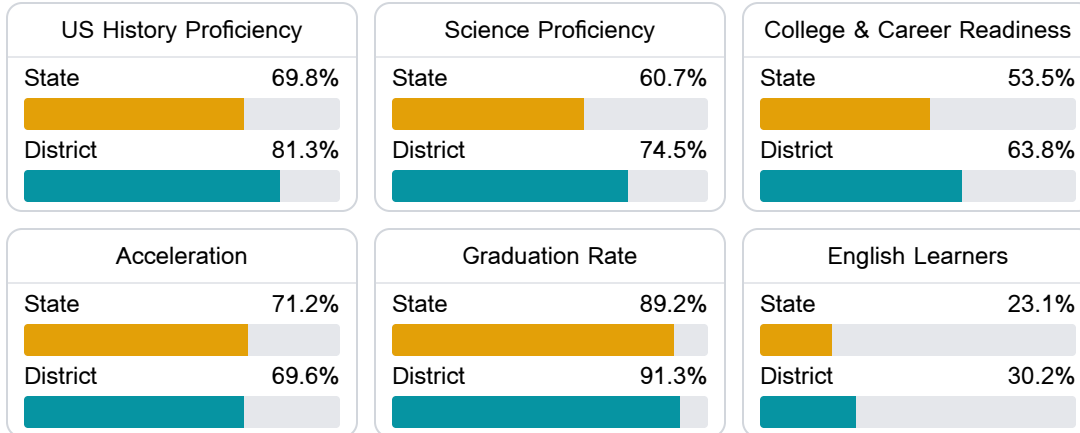 US History Proficiency
State 69.8%
District 81.3%
Science Proficiency
State 60.7%
District 74.5%
College & Career Readiness
State 53.5%
District 63.8%
Acceleration
State 71.2%
District 69.6%
Graduation Rate
State 89.2%
District 91.3%
English Learners
State 23.1%
District 30.2%